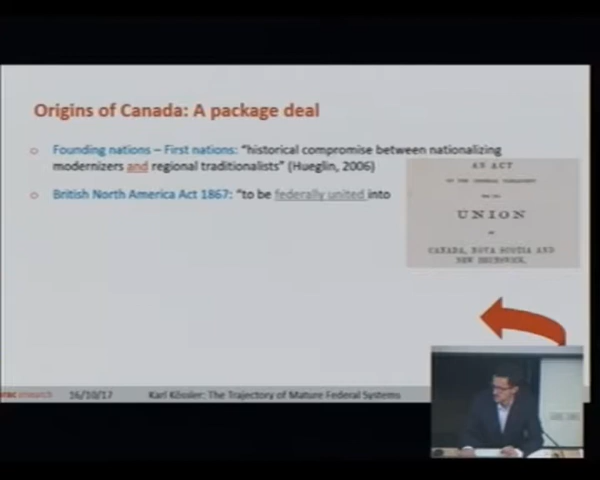 Origins of Canada: A package deal
Founding nations – First nations: "historical compromise between nationalizing
modernizers and regional traditionalists" (Hueglin, 2006)
British North America Act 1867: "to be federally united into
AN ACT
UNION
OF
CANADA, NOVA SCOTIA AND
NEW BRUNSWICK,
research 16/10/17 Karl Kössler: The Trajectory of Mature Federal Systems